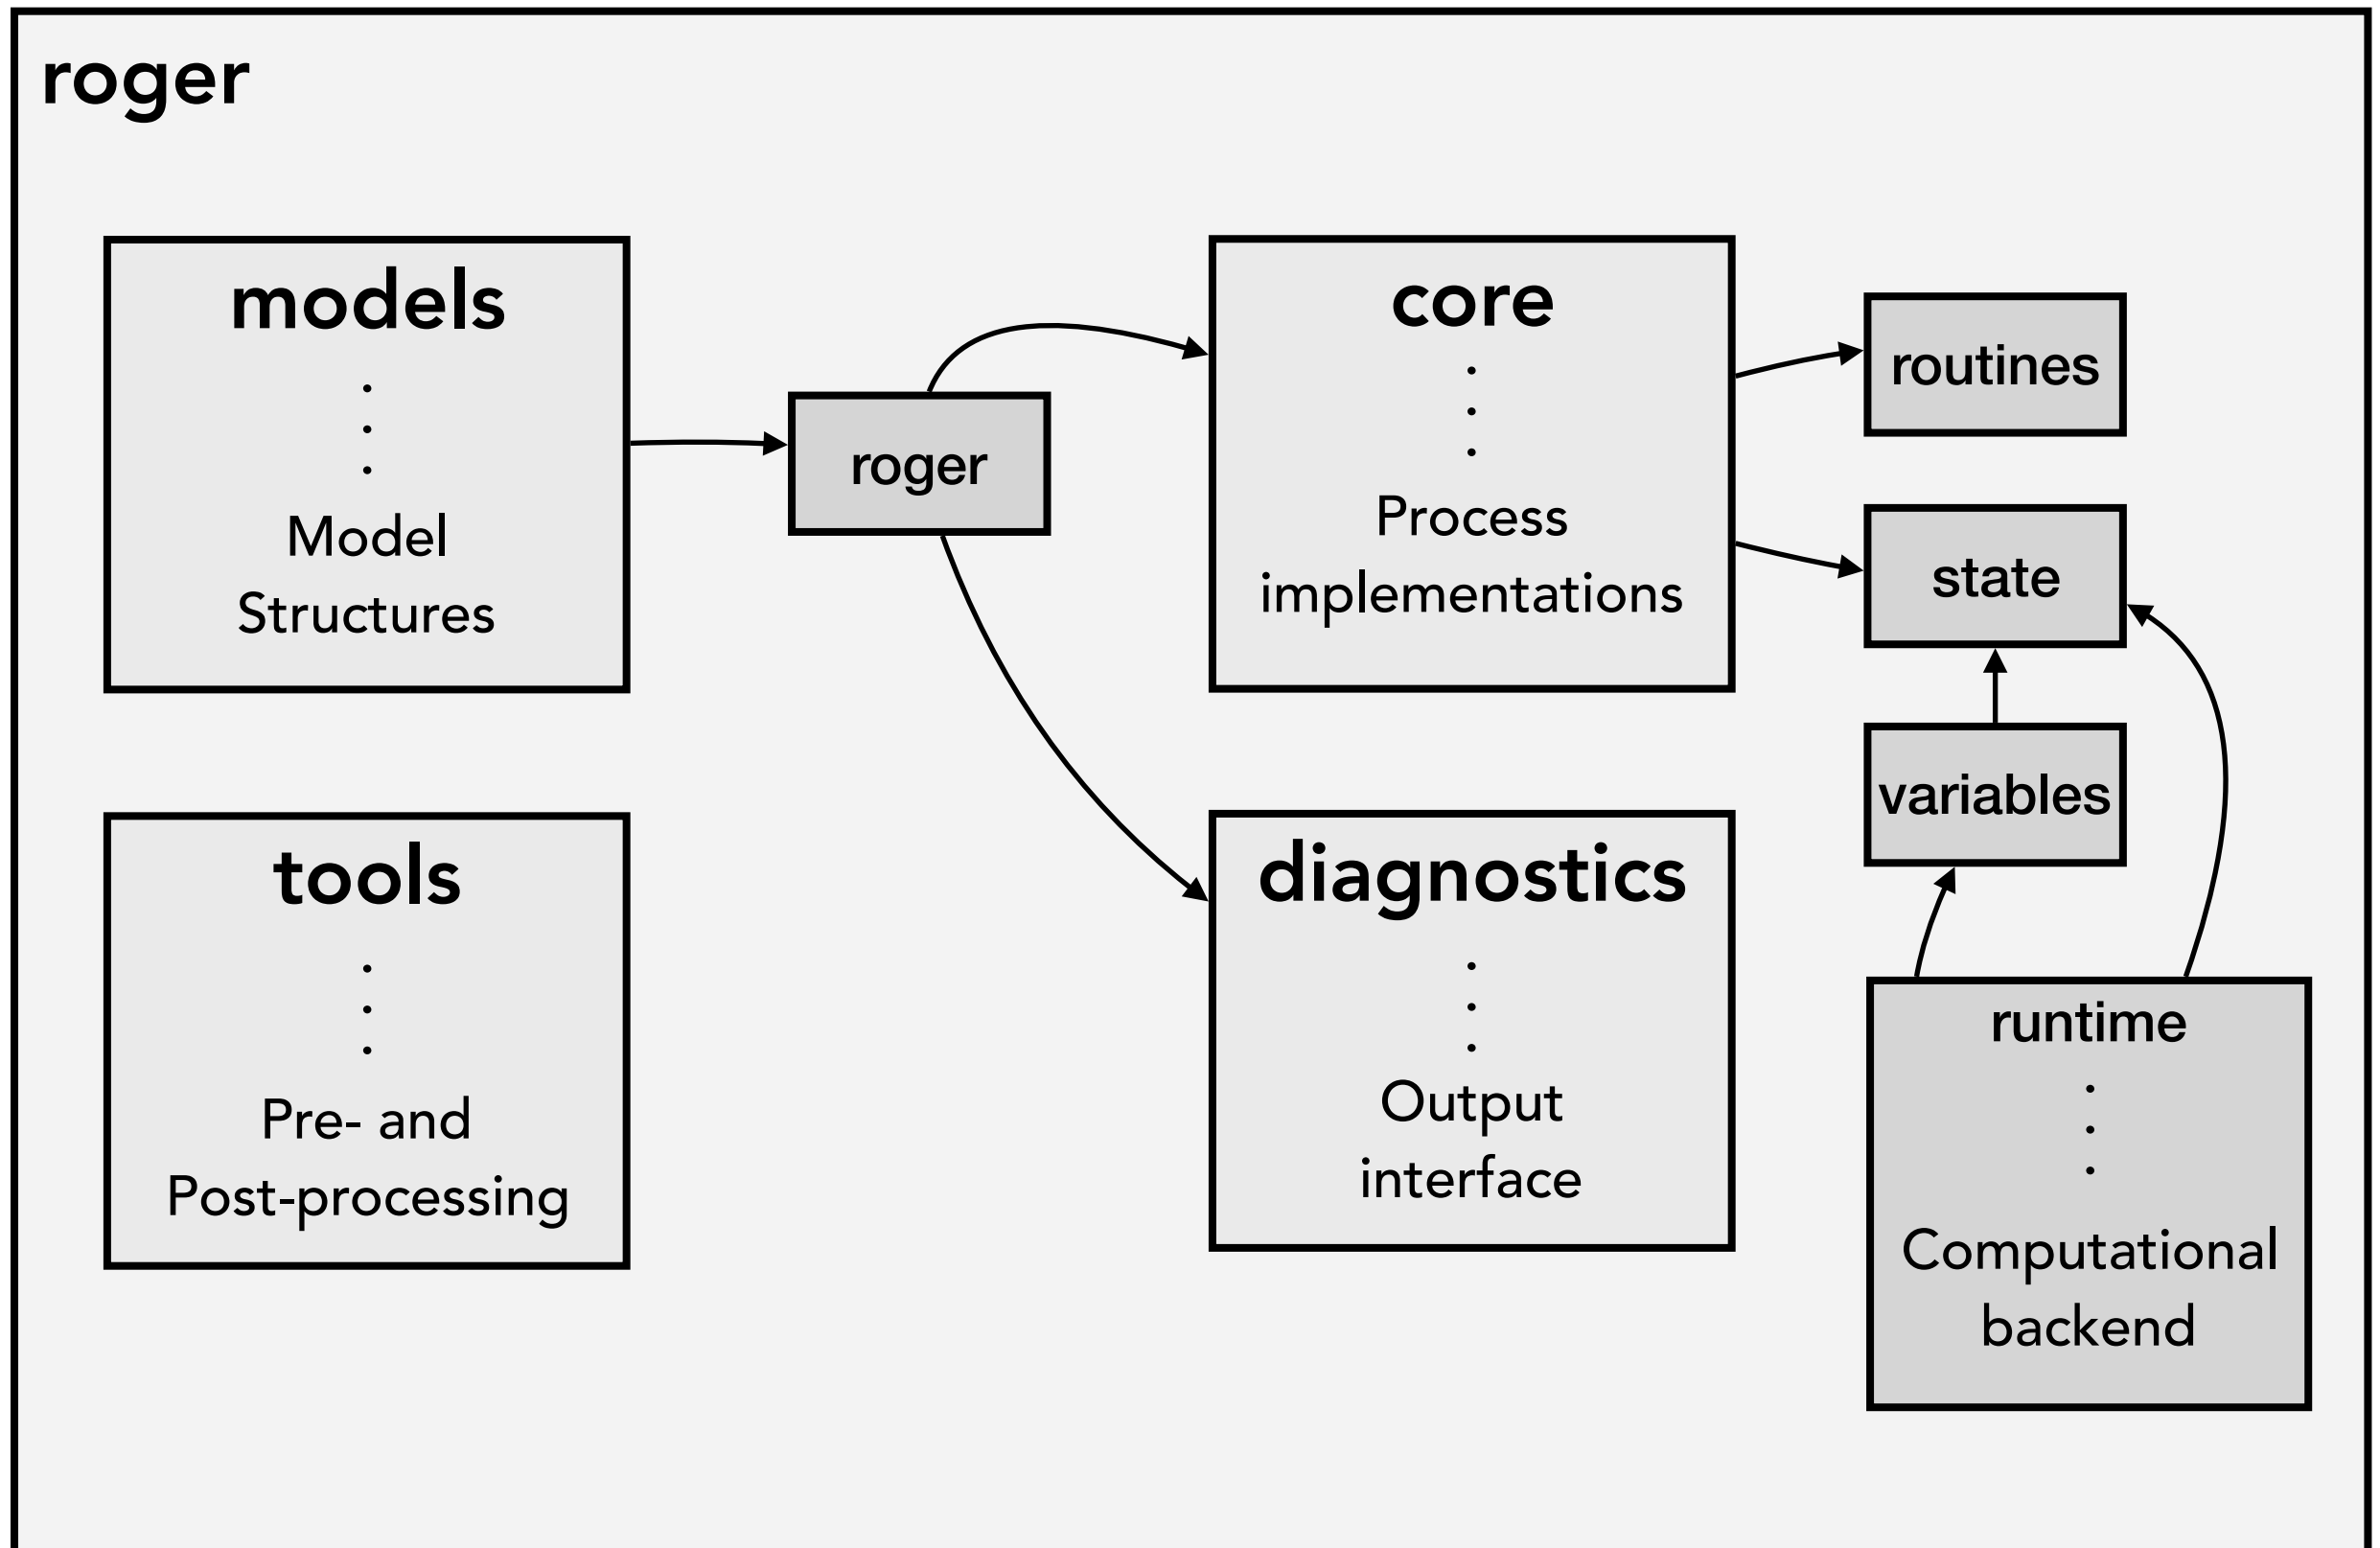 roger
models
Model
Structures
roger
core
Process
implementations
routines
state
variables
tools
Pre- and
Post-processing
diagnostics
Output
interface
runtime
Computational
backend